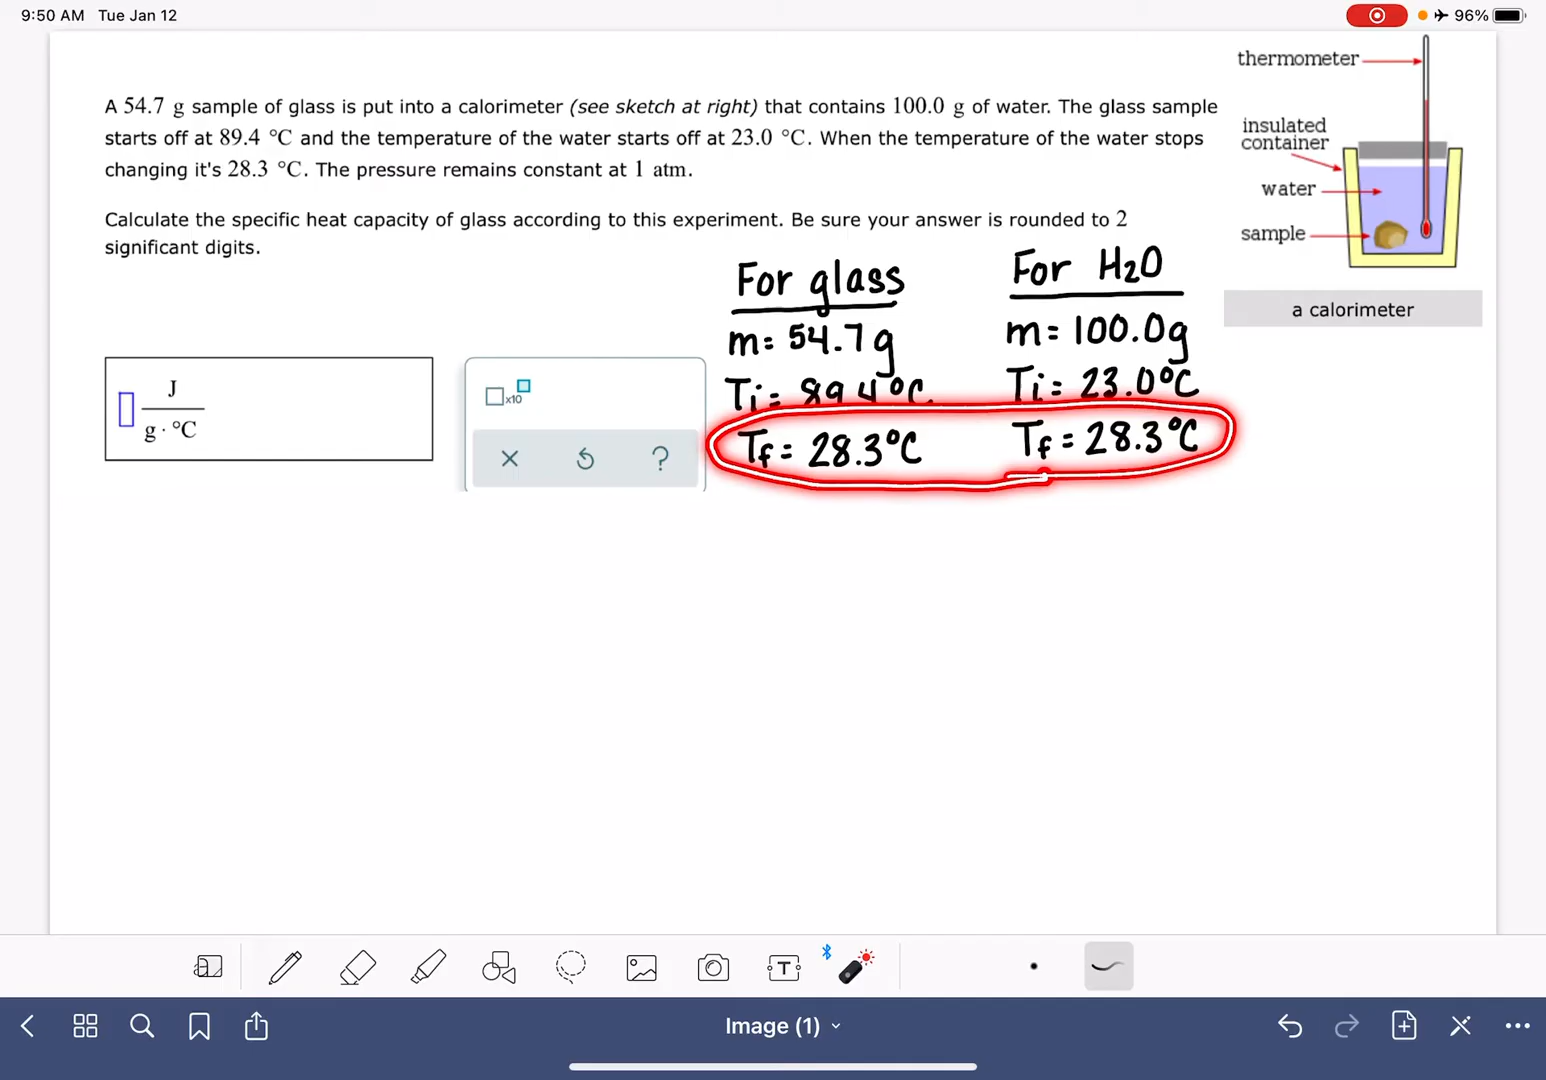 9:50 AM Tue Jan 12
96%
A 54.7 g sample of glass is put into a calorimeter (see sketch at right) that contains 100.0 g of water. The glass sample
starts off at 89.4 °C and the temperature of the water starts off at 23.0 °C. When the temperature of the water stops
changing it's 28.3 °C. The pressure remains constant at 1 atm.
Calculate the specific heat capacity of glass according to this experiment. Be sure your answer is rounded to 2
significant digits.
thermometer
insulated
container
water
sample
a calorimeter
J
g · °C
x10
?
For glass
m = 54.7g
Ti = 89.4°C
Tf = 28.3°C
For H2O
m = 100.0g
Ti = 23.0°C
Tf = 28.3°C
a
T
Image (1)